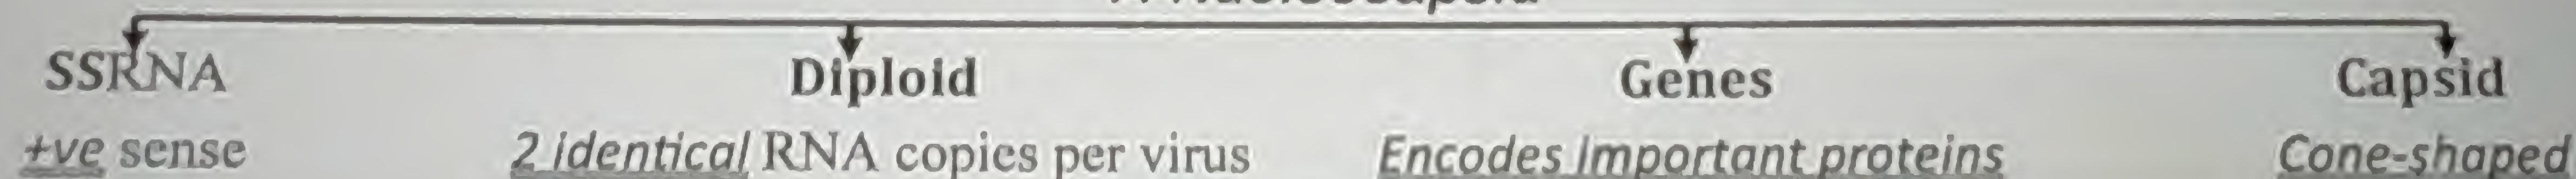 SSRNA Diploid Genes Capsid
+ve sense 2 identical RNA copies per virus Encodes Important proteins Cone-shaped